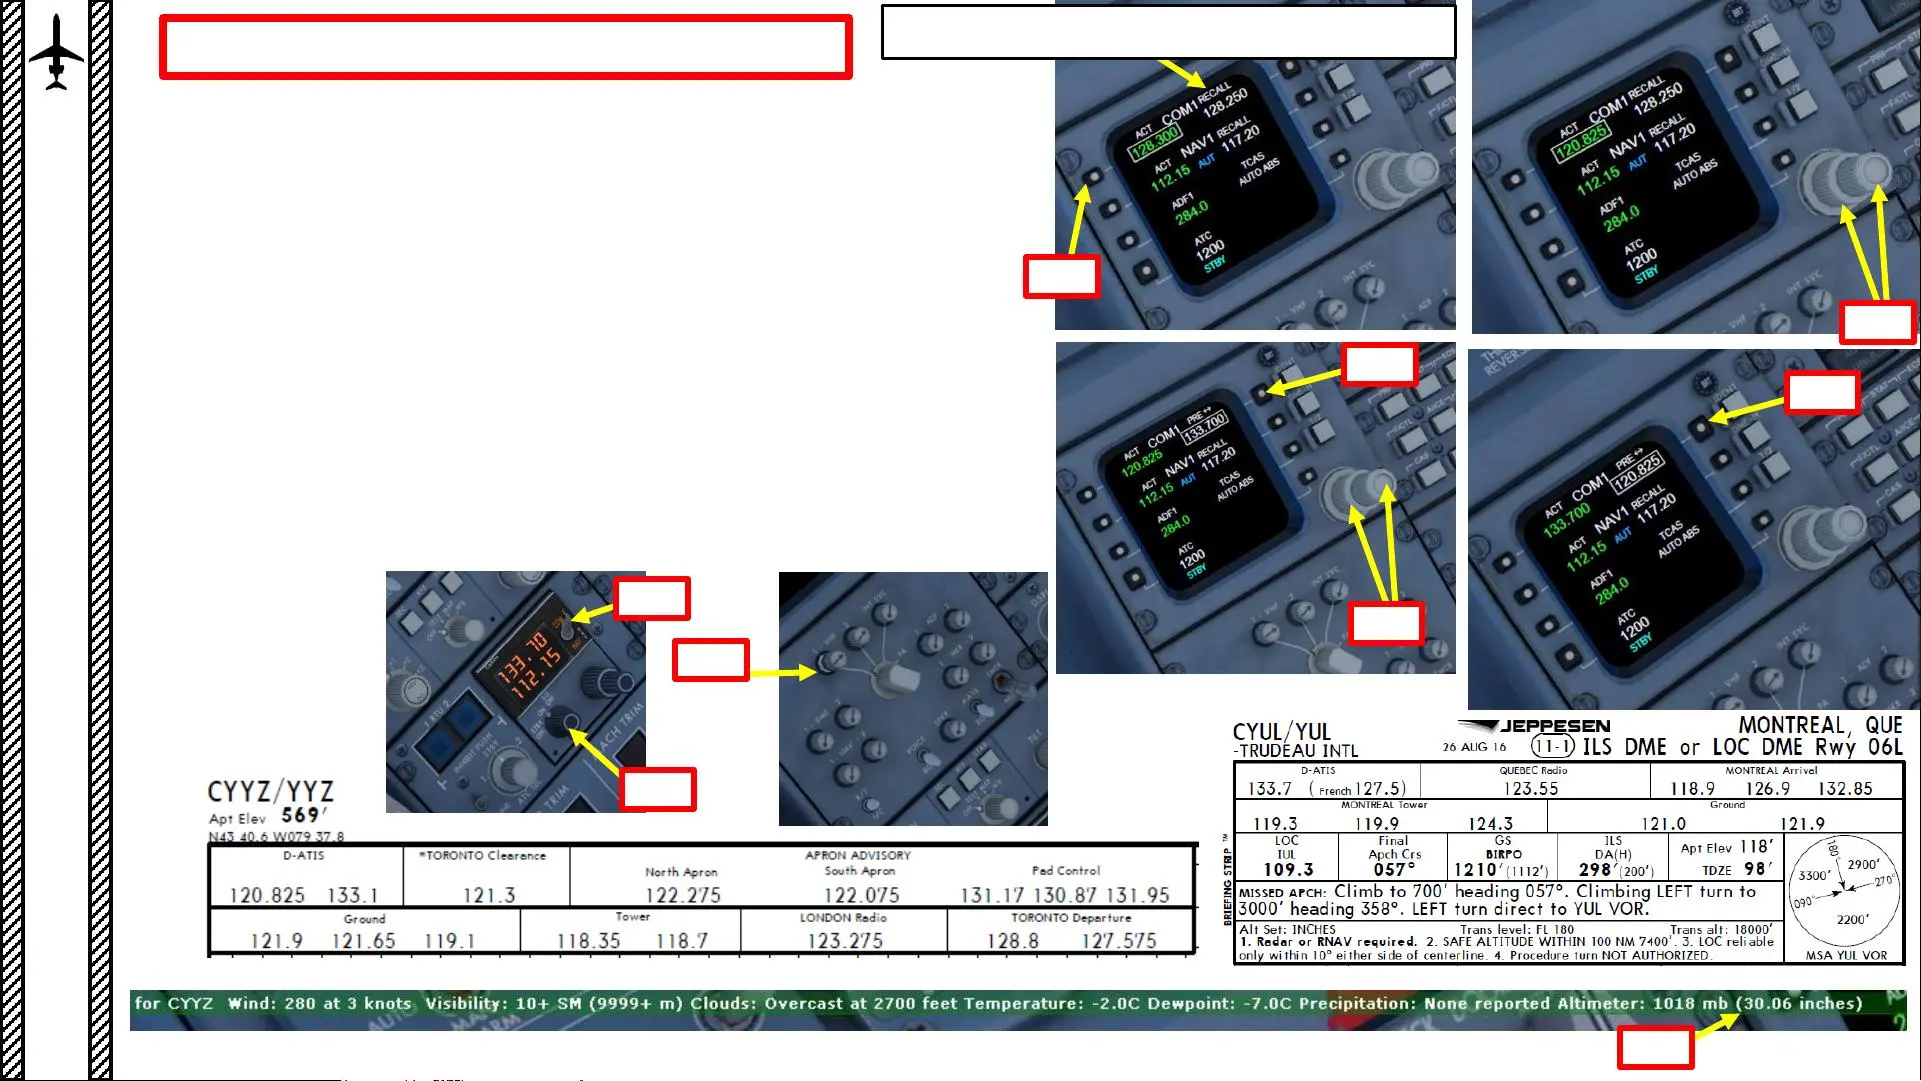 ACT COM1 RECALL
128.300 128.250
ACT NAV1 RECALL
112.15 AUT 117.20
ADF1 TCAS
284.0 AUTO ABS
ATC
1200
STBY
INT SVC
ACT COM1 RECALL
120.825 128.250
ACT NAV1 RECALL
112.15 AUT 117.20
ADF1 TCAS
284.0 AUTO ABS
ATC
1200
STBY
INT SVC
ACT COM1 PRE↔
120.825 133.700
ACT NAV1 RECALL
112.15 AUT 117.20
ADF1 TCAS
284.0 AUTO ABS
ATC
1200
STBY
ACT COM1 PRE↔
133.700 120.825
ACT NAV1 RECALL
112.15 AUT 117.20
ADF1 TCAS
284.0 AUTO ABS
ATC
1200
STBY
133.70
112.15
ACH TRIM
CYYZ/YYZ
Apt Elev 569'
N43 40.6 W079 37.8
D-ATIS *TORONTO Clearance APRON ADVISORY
North Apron South Apron Pad Control
120.825 133.1 121.3 122.275 122.075 131.17 130.87 131.95
Ground Tower LONDON Radio TORONTO Departure
121.9 121.65 119.1 118.35 118.7 123.275 128.8 127.575
CYUL/YUL JEPPESEN MONTREAL, QUE
-TRUDEAU INTL 26 AUG 16 11-1 ILS DME or LOC DME Rwy 06L
D-ATIS QUEBEC Radio MONTREAL Arrival
133.7 (French 127.5) 123.55 118.9 126.9 132.85
MONTREAL Tower Ground
119.3 119.9 124.3 121.0 121.9
BRIEFING STRIP ™
LOC Final GS ILS
IUL Apch Crs BIRPO DA(H) Apt Elev 118'
109.3 057° 1210' (1112') 298' (200') TDZE 98'
MISSED APCH: Climb to 700' heading 057°. Climbing LEFT turn to
3000' heading 358°. LEFT turn direct to YUL VOR.
Alt Set: INCHES Trans level: FL 180 Trans alt: 18000'
1. Radar or RNAV required. 2. SAFE ALTITUDE WITHIN 100 NM 7400'. 3. LOC reliable
only within 10° either side of centerline. 4. Procedure turn NOT AUTHORIZED.
180°
2900'
3300'
270°
090°
2200'
MSA YUL VOR
for CYYZ Wind: 280 at 3 knots Visibility: 10+ SM (9999+ m) Clouds: Overcast at 2700 feet Temperature: -2.0C Dewpoint: -7.0C Precipitation: None reported Altimeter: 1018 mb (30.06 inches)